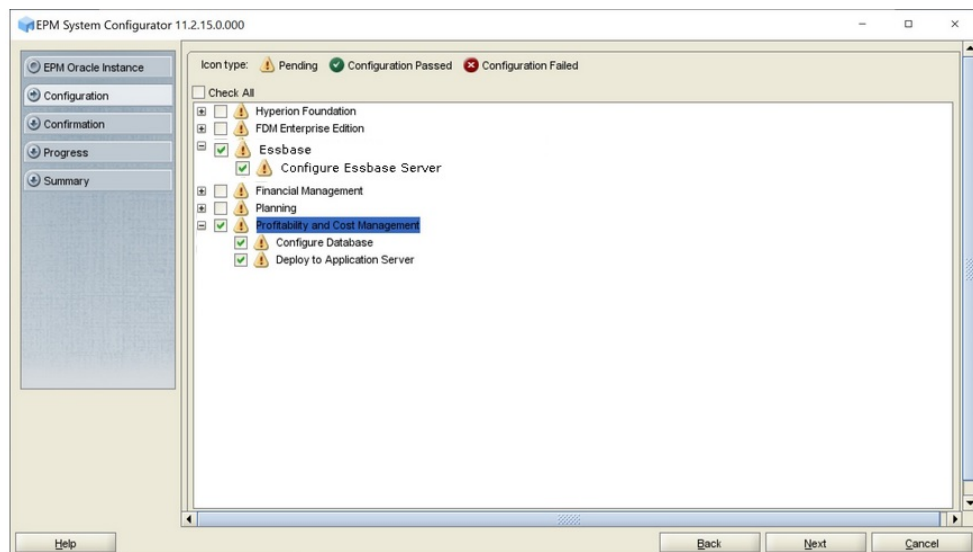 EPM System Configurator 11.2.15.0.000
EPM Oracle Instance
Configuration
Confirmation
Progress
Summary
Icon type: Pending Configuration Passed Configuration Failed
Check All
Hyperion Foundation
FDM Enterprise Edition
Essbase
Configure Essbase Server
Financial Management
Planning
Profitability and Cost Management
Configure Database
Deploy to Application Server
Help Back Next Cancel